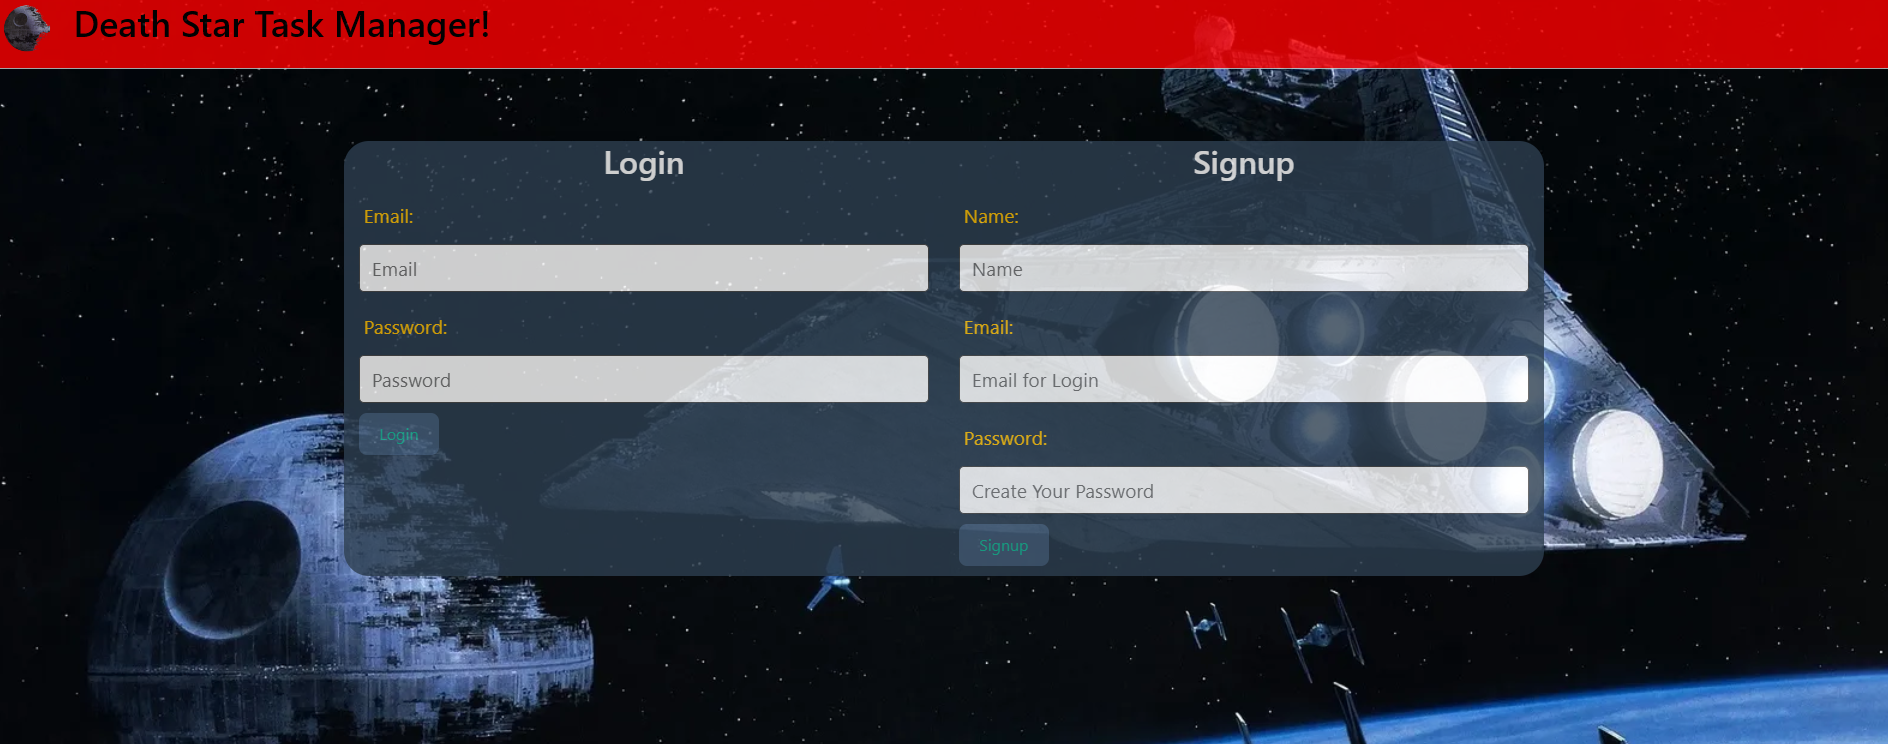 Death Star Task Manager!
Login
Email:
Email
Password:
Password
Login
Signup
Name:
Name
Email:
Email for Login
Password:
Create Your Password
Signup